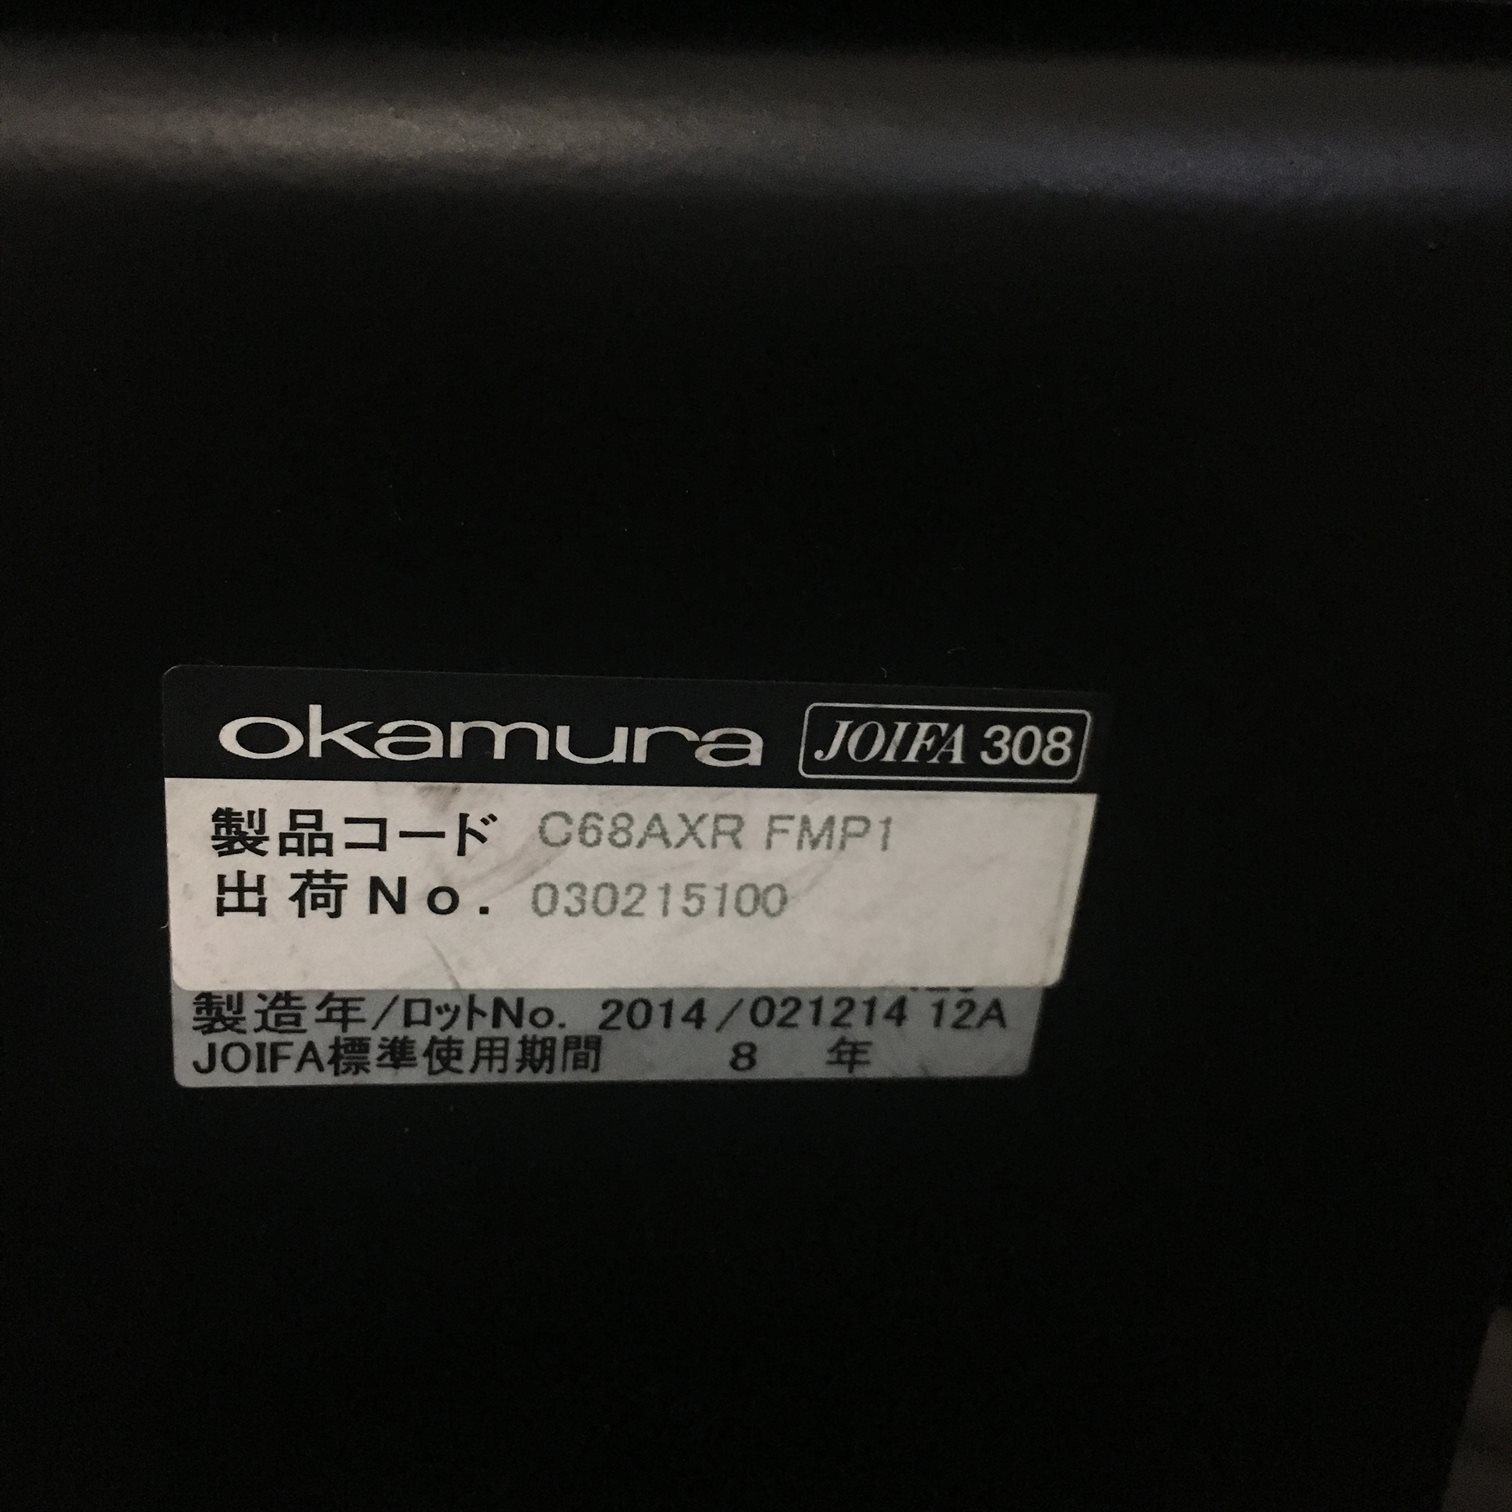 okamura JOIFA 308
製品コード C68AXR FMP1
出荷No. 030215100
製造年/ロットNo. 2014/021214 12A
JOIFA標準使用期間 8 年